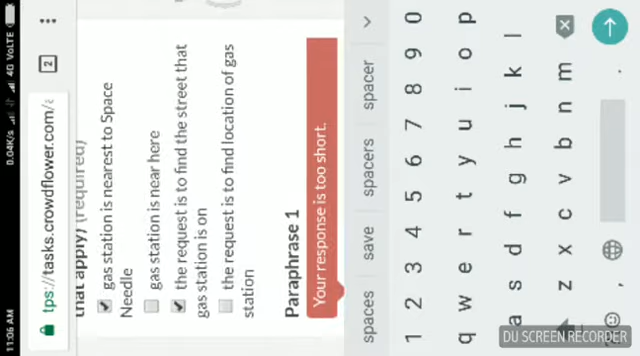 11:06 AM
0.04K/s 4G VoLTE
tps://tasks.crowdflower.com/
2
that apply) (required)
gas station is nearest to Space
Needle
gas station is near here
the request is to find the street that
gas station is on
the request is to find location of gas
station
Paraphrase 1
Your response is too short.
spaces save spacers spacer
1 2 3 4 5 6 7 8 9 0
q w e r t y u i o p
a s d f g h j k l
z x c v b n m
, .
DU SCREEN RECORDER